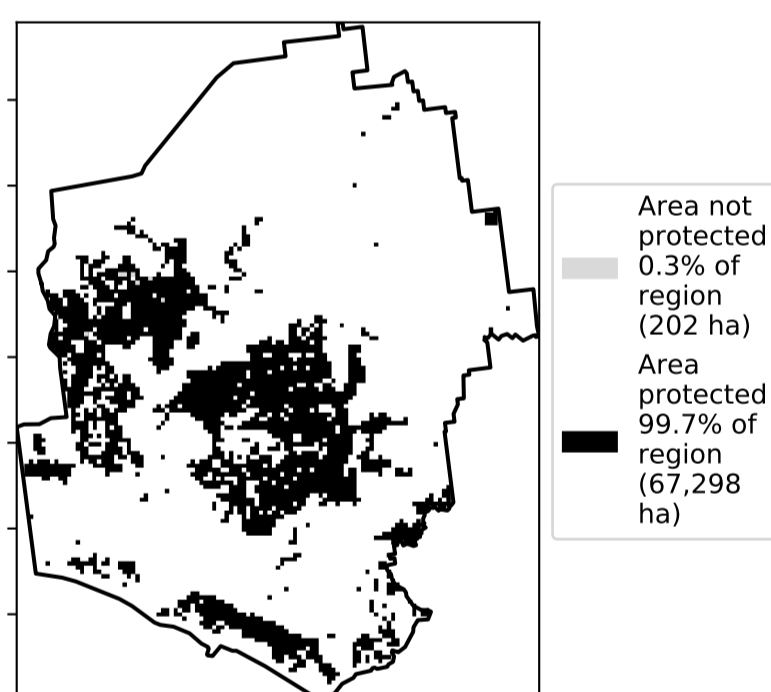 Area not
protected
0.3% of
region
(202 ha)
Area
protected
99.7% of
region
(67,298
ha)